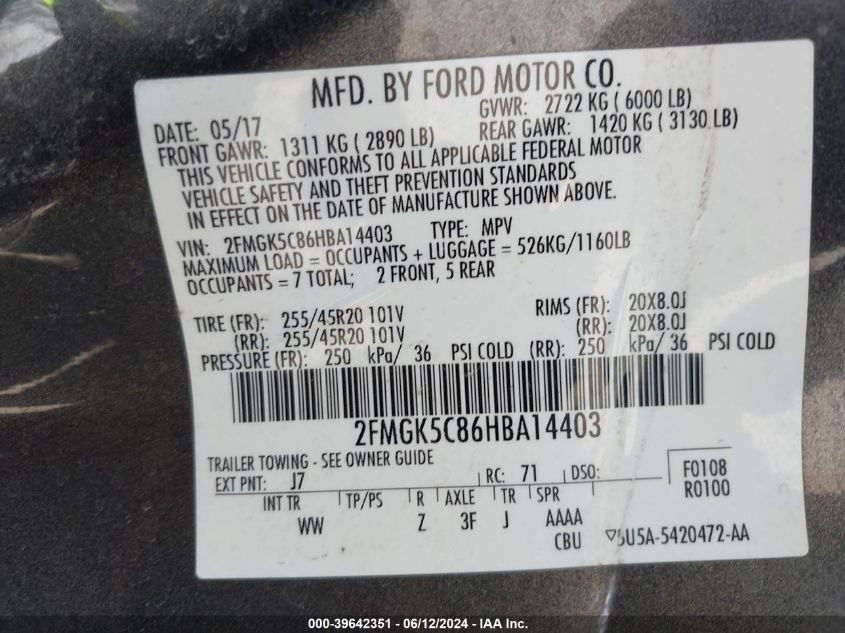 MFD. BY FORD MOTOR CO.
DATE: 05/17 GVWR: 2722 KG ( 6000 LB)
FRONT GAWR: 1311 KG ( 2890 LB) REAR GAWR: 1420 KG ( 3130 LB)
THIS VEHICLE CONFORMS TO ALL APPLICABLE FEDERAL MOTOR
VEHICLE SAFETY AND THEFT PREVENTION STANDARDS
IN EFFECT ON THE DATE OF MANUFACTURE SHOWN ABOVE.
VIN: 2FMGK5C86HBA14403 TYPE: MPV
MAXIMUM LOAD = OCCUPANTS + LUGGAGE = 526KG/1160LB
OCCUPANTS = 7 TOTAL; 2 FRONT, 5 REAR
TIRE (FR): 255/45R20 101V RIMS (FR): 20X8.0J
(RR): 255/45R20 101V (RR): 20X8.0J
PRESSURE (FR): 250 kPa/ 36 PSI COLD (RR): 250 kPa/ 36 PSI COLD
2FMGK5C86HBA14403
TRAILER TOWING - SEE OWNER GUIDE
EXT PNT: J7 RC: 71 DSO: F0108
R0100
INT TR TP/PS R AXLE TR SPR
WW Z 3F J AAAA
CBU 5U5A-5420472-AA
000-39642351 - 06/12/2024 - IAA Inc.